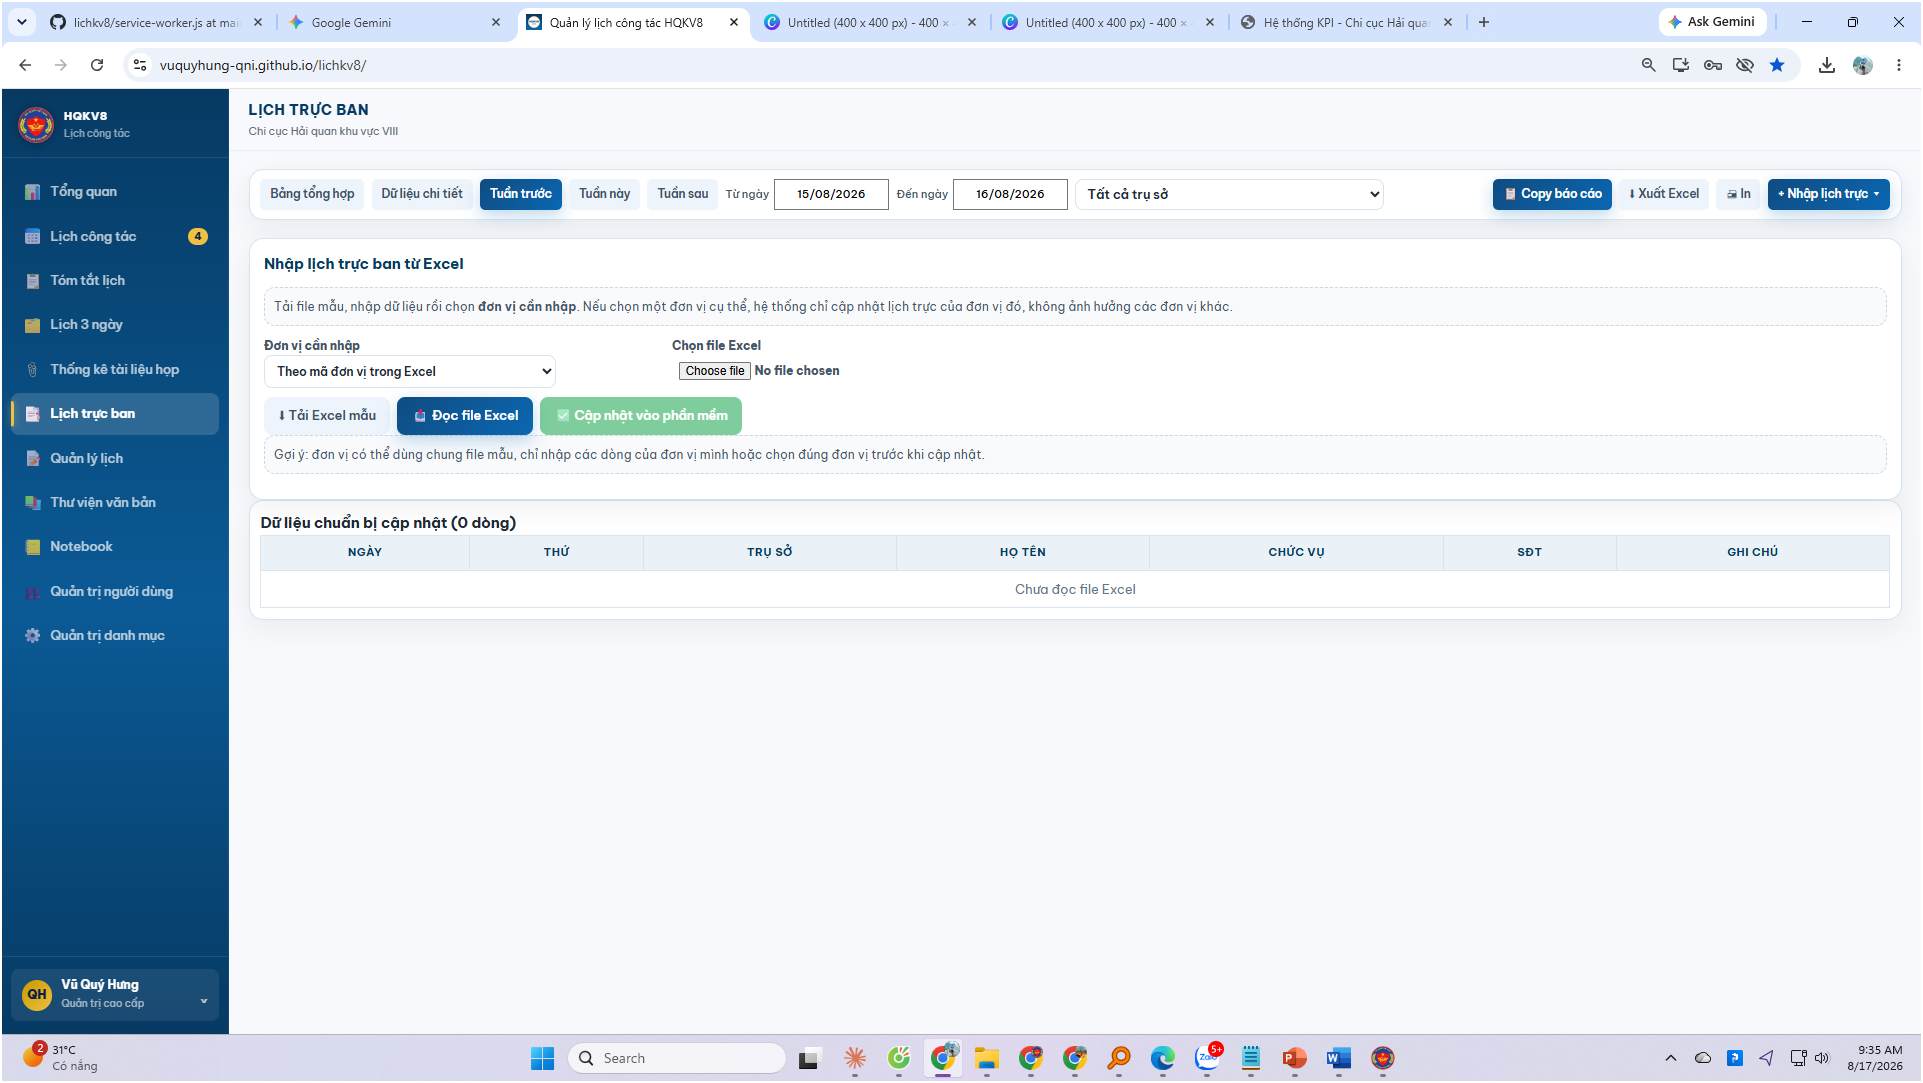 lichkv8/service-worker.js at mai
Google Gemini
Quản lý lịch công tác HQKV8
Untitled (400 x 400 px) - 400 ×
Untitled (400 x 400 px) - 400 ×
Hệ thống KPI - Chi cục Hải qua
Ask Gemini
vuquyhung-qni.github.io/lichkv8/
HQKV8
Lịch công tác
LỊCH TRỰC BAN
Chi cục Hải quan khu vực VIII
Tổng quan
Lịch công tác 4
Tóm tắt lịch
Lịch 3 ngày
Thống kê tài liệu họp
Lịch trực ban
Quản lý lịch
Thư viện văn bản
Notebook
Quản trị người dùng
Quản trị danh mục
QH
Vũ Quý Hưng
Quản trị cao cấp
Bảng tổng hợp Dữ liệu chi tiết Tuần trước Tuần này Tuần sau Từ ngày 15/08/2026 Đến ngày 16/08/2026 Tất cả trụ sở Copy báo cáo Xuất Excel In + Nhập lịch trực
Nhập lịch trực ban từ Excel
Tải file mẫu, nhập dữ liệu rồi chọn đơn vị cần nhập. Nếu chọn một đơn vị cụ thể, hệ thống chỉ cập nhật lịch trực của đơn vị đó, không ảnh hưởng các đơn vị khác.
Đơn vị cần nhập Chọn file Excel
Theo mã đơn vị trong Excel Choose file No file chosen
Tải Excel mẫu Đọc file Excel Cập nhật vào phần mềm
Gợi ý: đơn vị có thể dùng chung file mẫu, chỉ nhập các dòng của đơn vị mình hoặc chọn đúng đơn vị trước khi cập nhật.
Dữ liệu chuẩn bị cập nhật (0 dòng)
NGÀY THỨ TRỤ SỞ HỌ TÊN CHỨC VỤ SĐT GHI CHÚ
Chưa đọc file Excel
2
31°C
Có nắng
Search
Zalo
5+
9:35 AM
8/17/2026